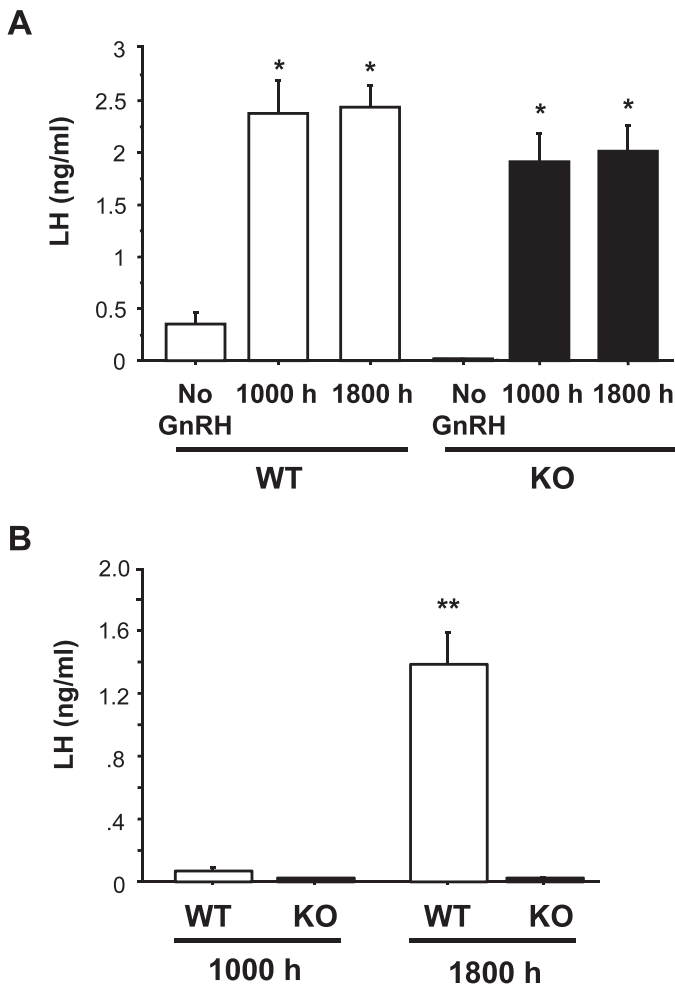 A
LH (ng/ml)
3
2.5
2
1.5
1
0.5
0
* * * *
No 1000 h 1800 h No 1000 h 1800 h
GnRH GnRH
WT KO
B
LH (ng/ml)
2.0
1.6
1.2
.8
.4
0
**
WT KO WT KO
1000 h 1800 h